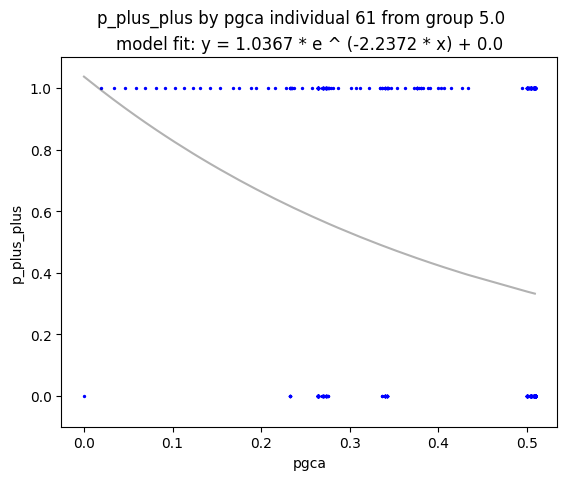 p_plus_plus by pgca individual 61 from group 5.0
model fit: y = 1.0367 * e ^ (-2.2372 * x) + 0.0
1.0
0.8
0.6
0.4
0.2
0.0
p_plus_plus
0.0 0.1 0.2 0.3 0.4 0.5
pgca